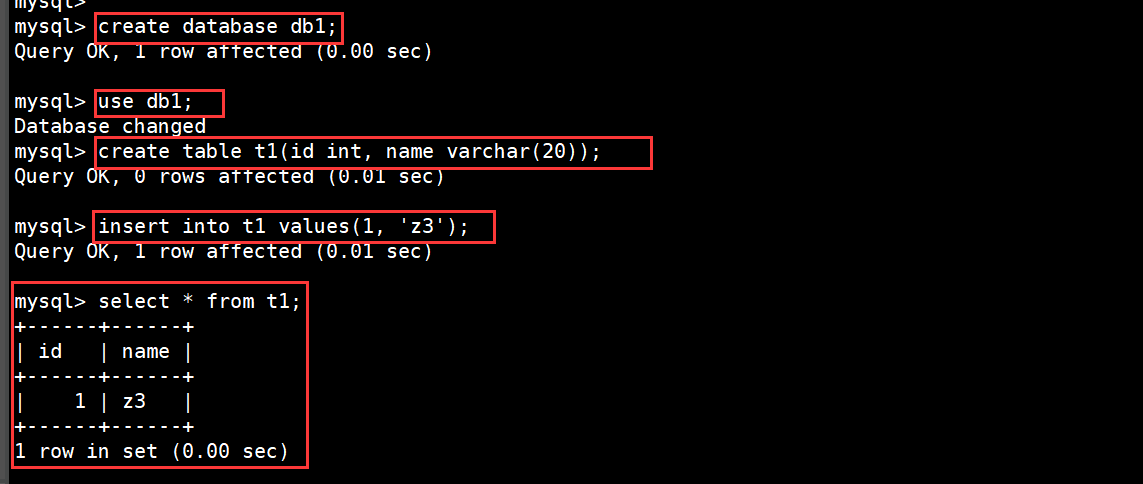 mysql>
mysql> create database db1;
Query OK, 1 row affected (0.00 sec)
mysql> use db1;
Database changed
mysql> create table t1(id int, name varchar(20));
Query OK, 0 rows affected (0.01 sec)
mysql> insert into t1 values(1, 'z3');
Query OK, 1 row affected (0.01 sec)
mysql> select * from t1;
+------+------+
| id   | name |
+------+------+
|    1 | z3   |
+------+------+
1 row in set (0.00 sec)